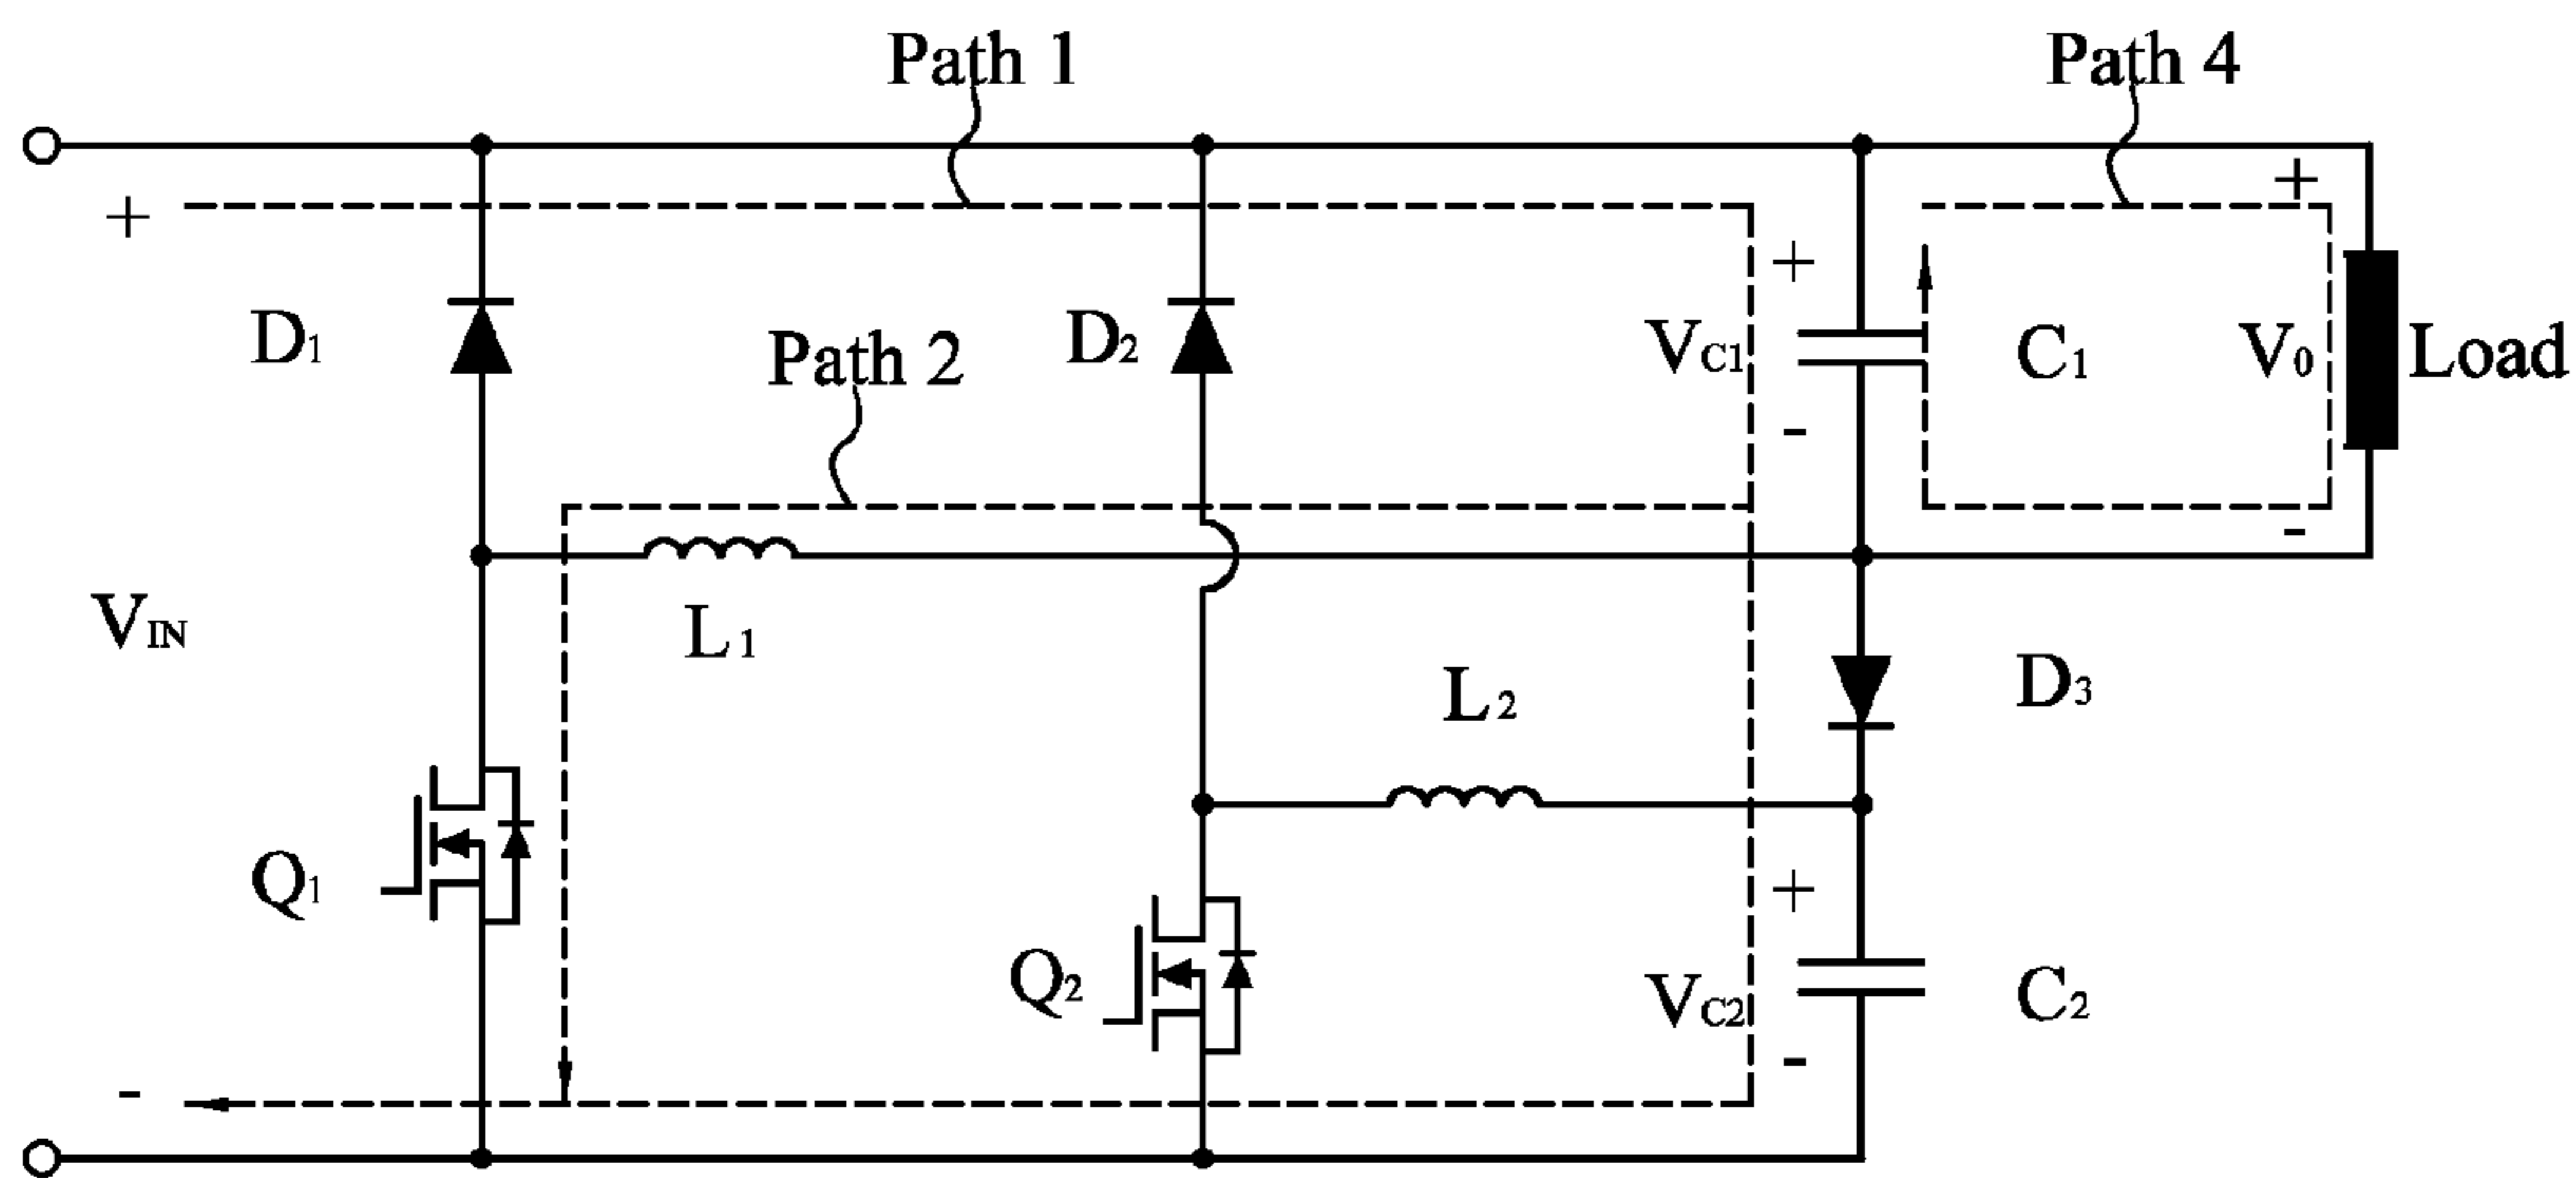 Path 1
Path 4
+
+
+
D1
Path 2
D2
VC1
C1
V0
Load
-
-
VIN
L1
L2
D3
Q1
+
Q2
VC2
C2
-
-